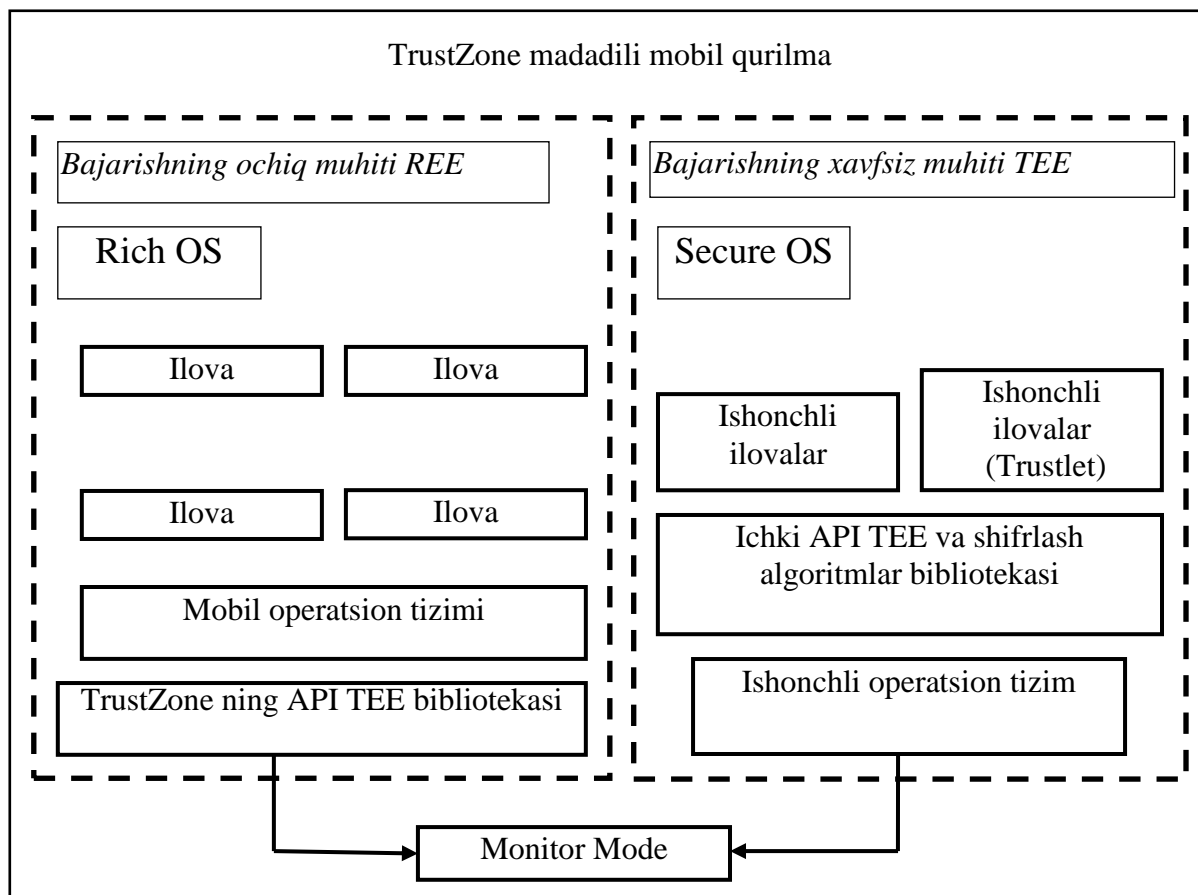 TrustZone madadili mobil qurilma
Bajarishning ochiq muhiti REE
Rich OS
Ilova
Ilova
Ilova
Ilova
Mobil operatsion tizimi
TrustZone ning API TEE bibliotekasi
Bajarishning xavfsiz muhiti TEE
Secure OS
Ishonchli
ilovalar
Ishonchli
ilovalar
(Trustlet)
Ichki API TEE va shifrlash
algoritmlar bibliotekasi
Ishonchli operatsion tizim
Monitor Mode